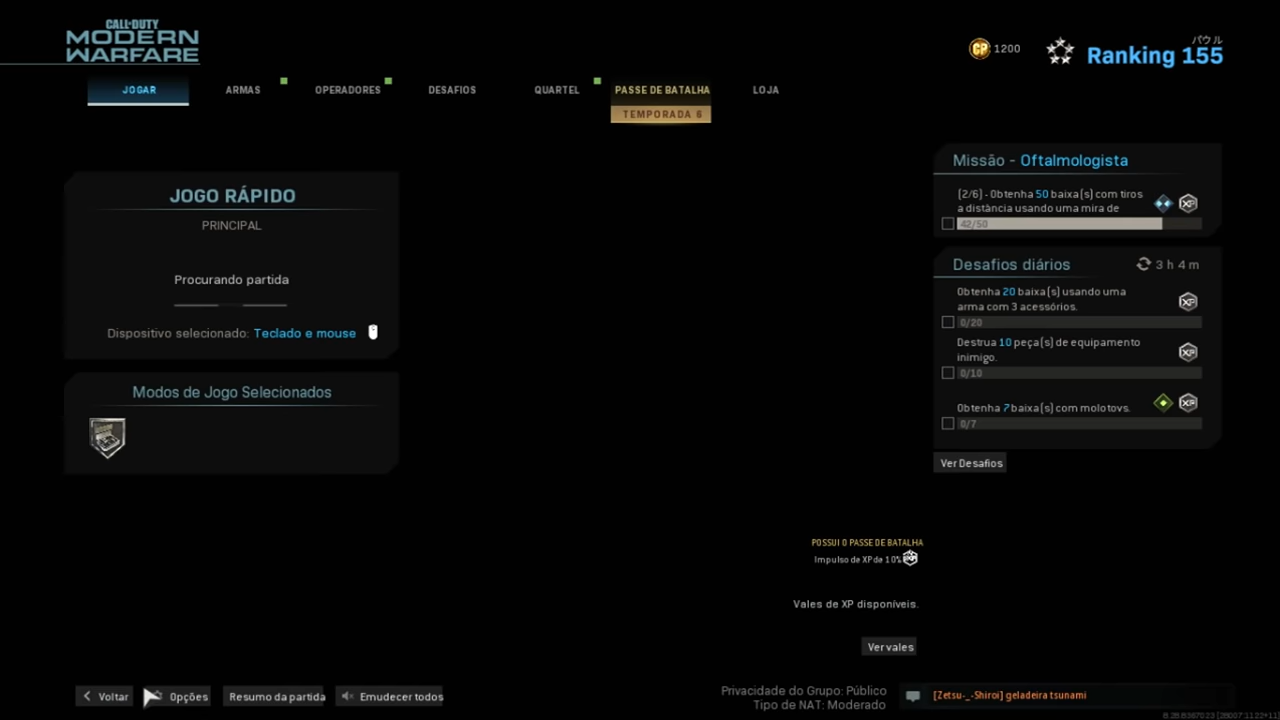 CALL·DUTY
MODERN
WARFARE
1200
パウル
Ranking 155
JOGAR
ARMAS
OPERADORES
DESAFIOS
QUARTEL
PASSE DE BATALHA
LOJA
TEMPORADA 6
JOGO RÁPIDO
PRINCIPAL
Procurando partida
Dispositivo selecionado: Teclado e mouse
Modos de Jogo Selecionados
Missão - Oftalmologista
(2/6) - Obtenha 50 baixa(s) com tiros
a distância usando uma mira de
42/50
Desafios diários
3 h 4 m
Obtenha 20 baixa(s) usando uma
arma com 3 acessórios.
0/20
Destrua 10 peça(s) de equipamento
inimigo.
0/10
Obtenha 7 baixa(s) com molotovs.
0/7
Ver Desafios
POSSUI O PASSE DE BATALHA
Impulso de XP de 10%
Vales de XP disponíveis.
Ver vales
Voltar
Opções
Resumo da partida
Emudecer todos
Privacidade do Grupo: Público
Tipo de NAT: Moderado
[Zetsu-_-Shiroi] geladeira tsunami